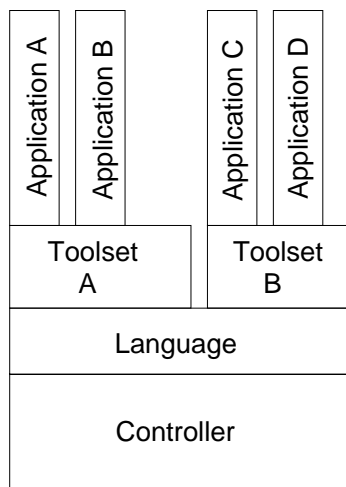 Application A
Application B
Application C
Application D
Toolset
A
Toolset
B
Language
Controller